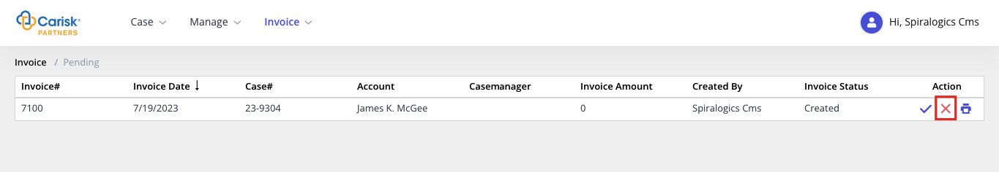 Carisk
PARTNERS
Case Manage Invoice Hi, Spiralogics Cms
Invoice / Pending
Invoice# Invoice Date Case# Account Casemanager Invoice Amount Created By Invoice Status Action
7100 7/19/2023 23-9304 James K. McGee 0 Spiralogics Cms Created